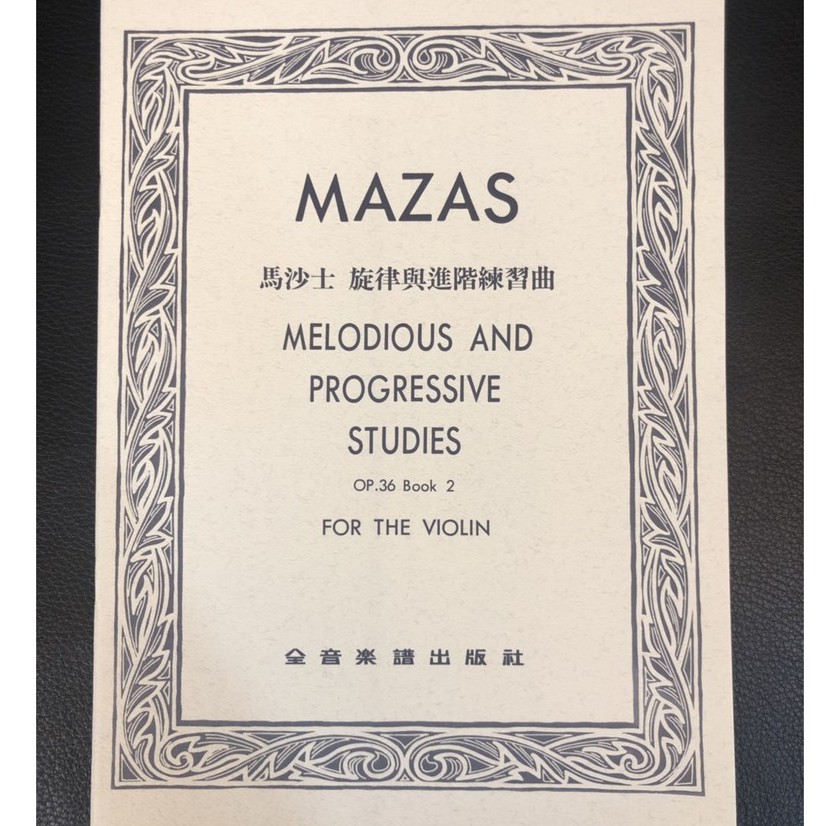 MAZAS
馬沙士 旋律與進階練習曲
MELODIOUS AND
PROGRESSIVE
STUDIES
OP.36 Book 2
FOR THE VIOLIN
全音楽譜出版社